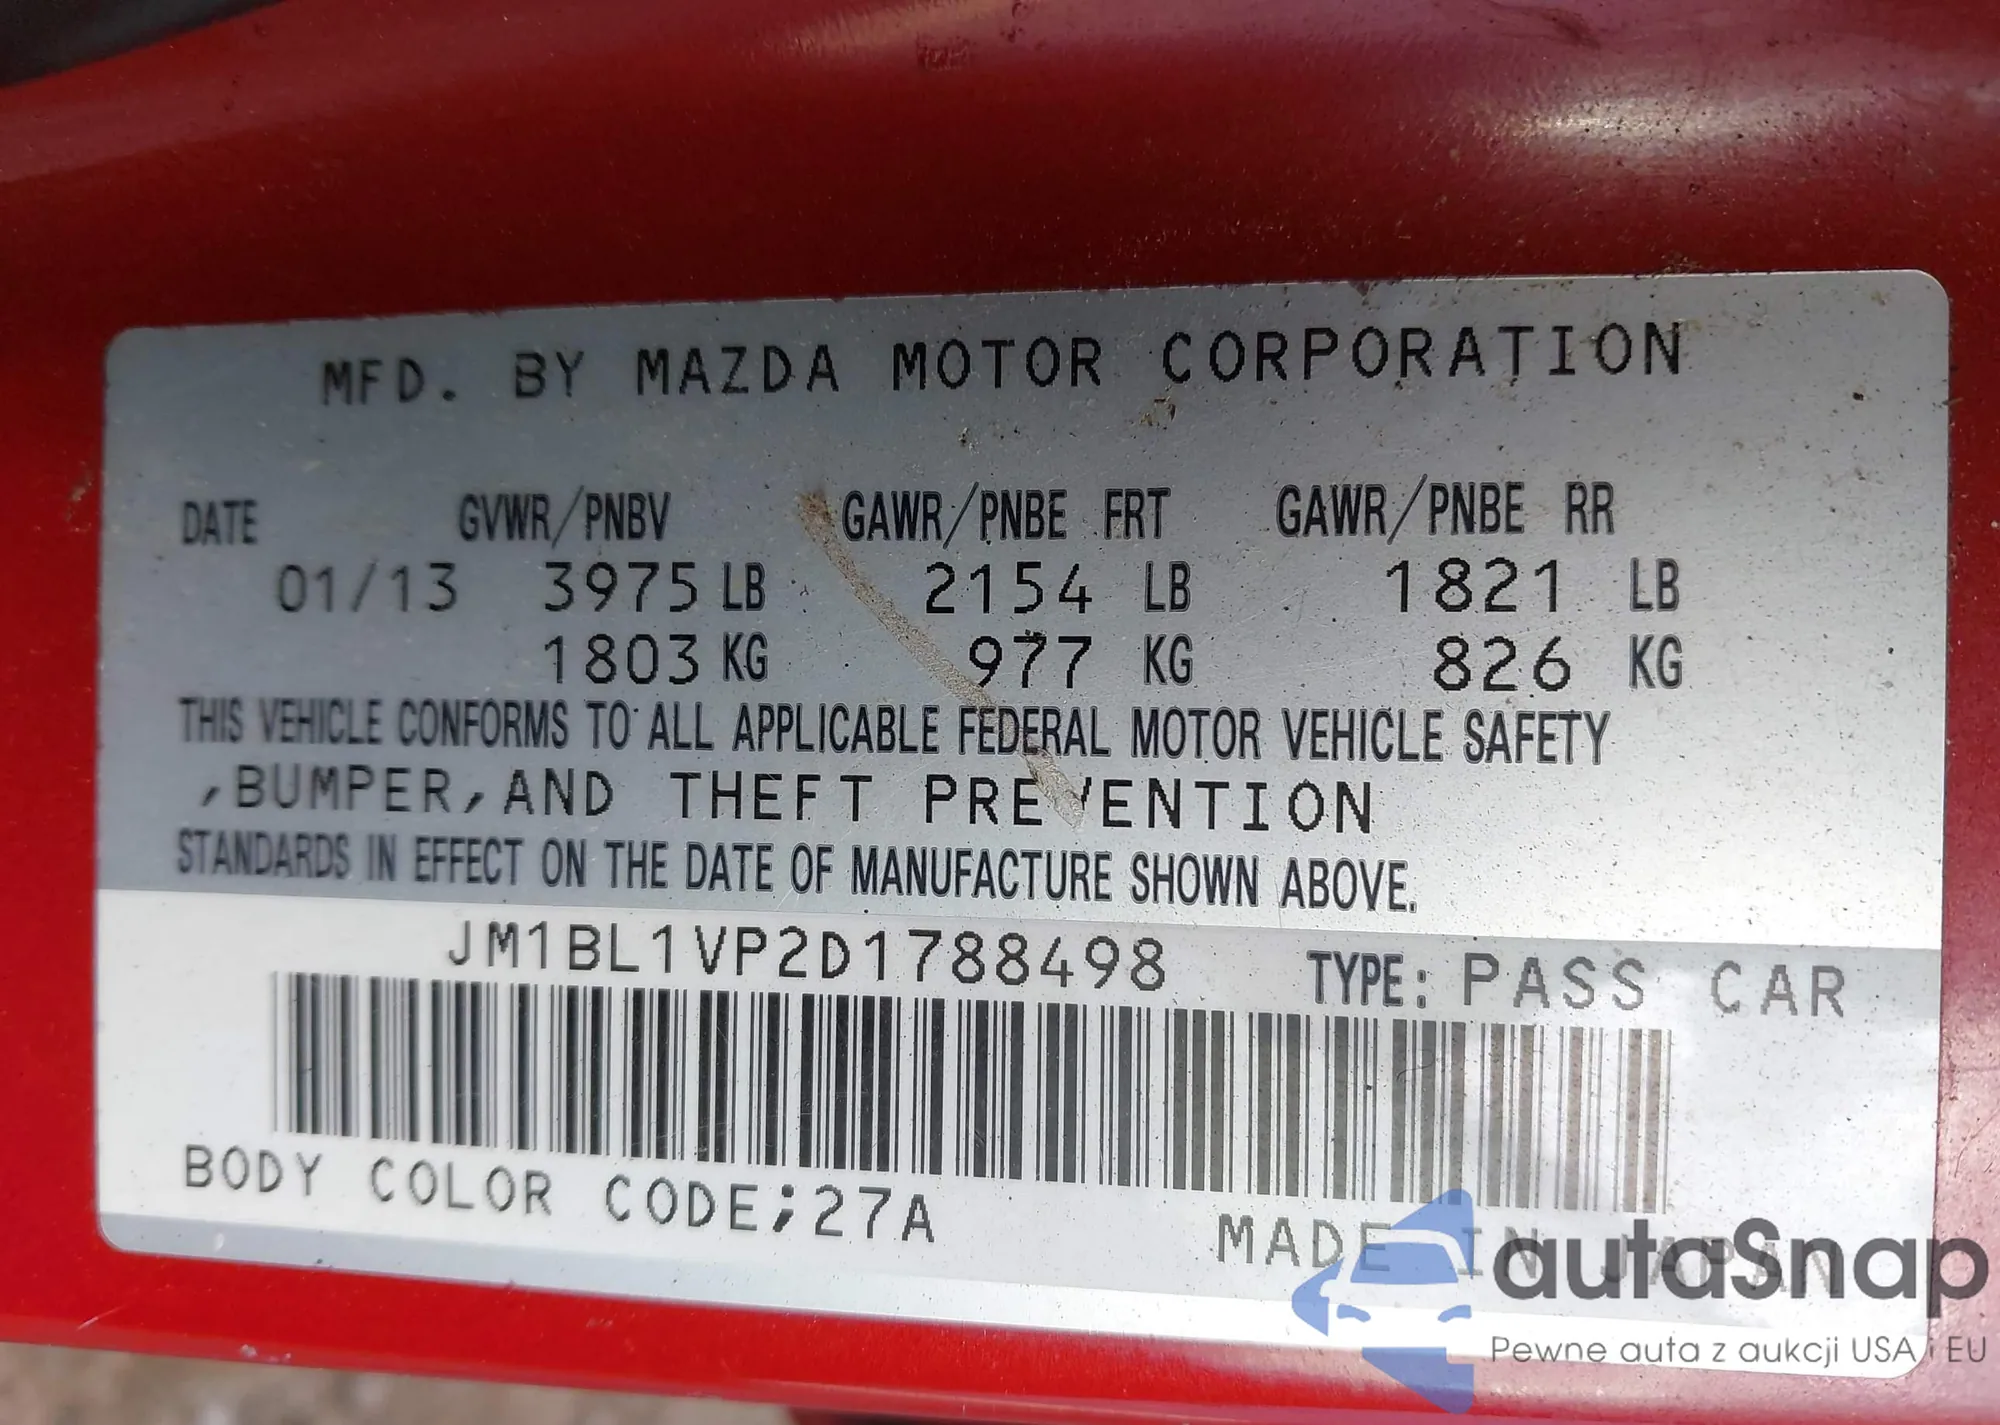 MFD. BY MAZDA MOTOR CORPORATION
DATE GVWR/PNBV GAWR/PNBE FRT GAWR/PNBE RR
01/13 3975 LB 2154 LB 1821 LB
1803 KG 977 KG 826 KG
THIS VEHICLE CONFORMS TO ALL APPLICABLE FEDERAL MOTOR VEHICLE SAFETY
,BUMPER,AND THEFT PREVENTION
STANDARDS IN EFFECT ON THE DATE OF MANUFACTURE SHOWN ABOVE.
JM1BL1VP2D1788498 TYPE: PASS CAR
BODY COLOR CODE;27A
MADE IN JAPAN
autaSnap
Pewne auta z aukcji USA i EU